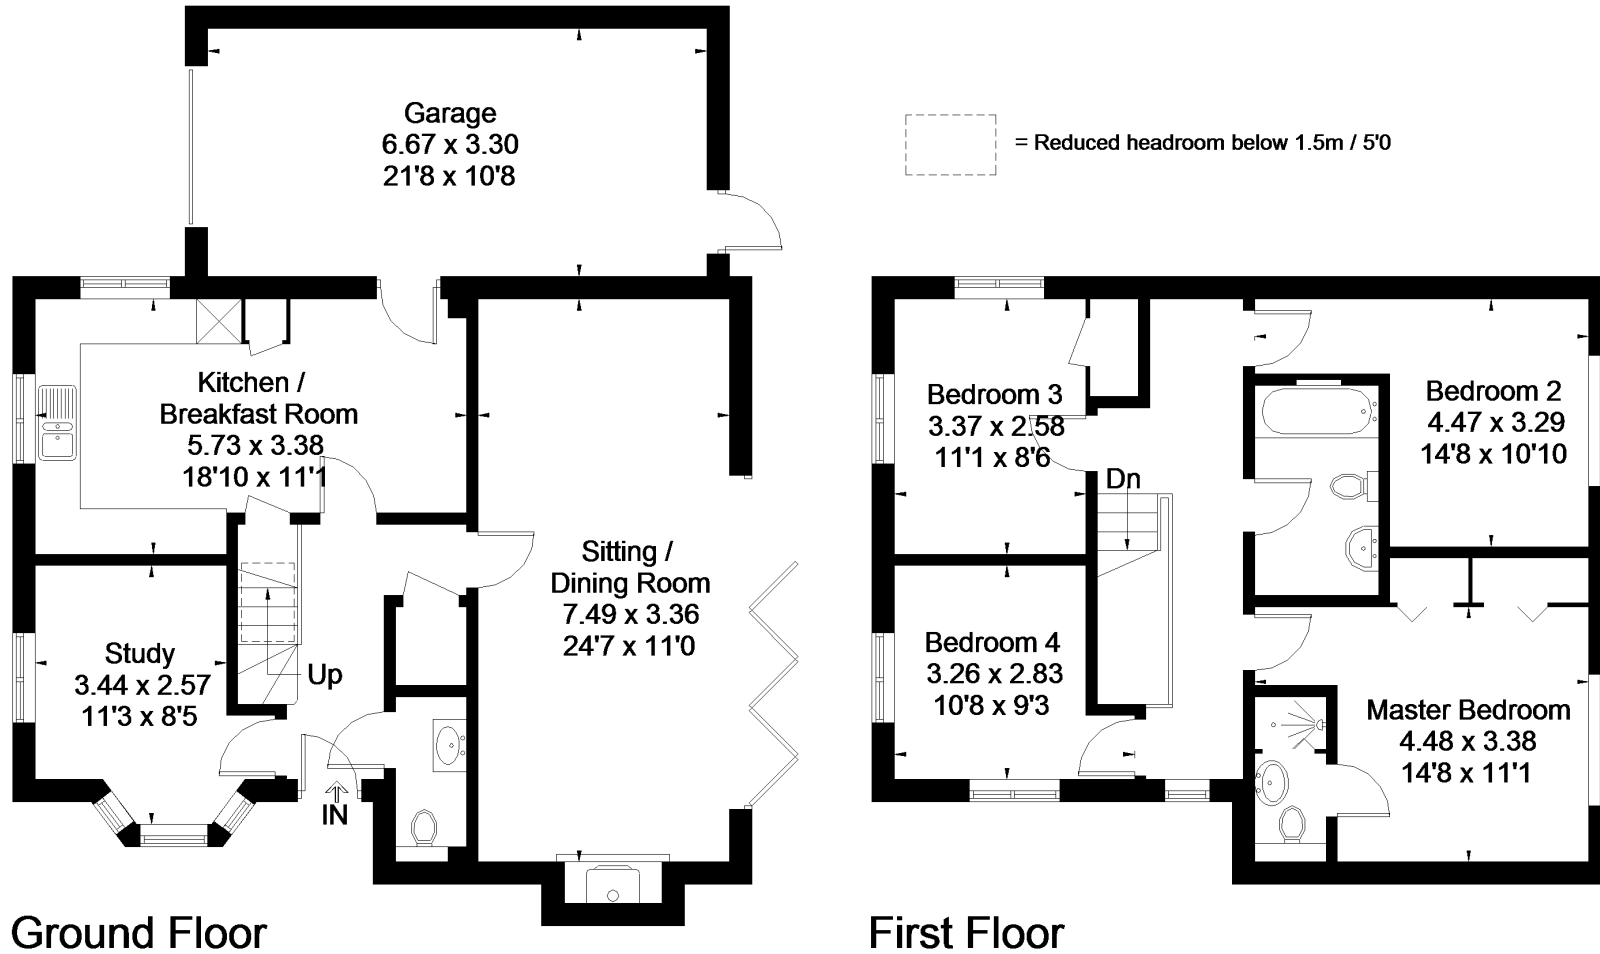 Garage
6.67 x 3.30
21'8 x 10'8
= Reduced headroom below 1.5m / 5'0
Kitchen /
Breakfast Room
5.73 x 3.38
18'10 x 11'1
Sitting /
Dining Room
7.49 x 3.36
24'7 x 11'0
Study
3.44 x 2.57
11'3 x 8'5
Up
IN
Ground Floor
Bedroom 3
3.37 x 2.58
11'1 x 8'6
Dn
Bedroom 2
4.47 x 3.29
14'8 x 10'10
Bedroom 4
3.26 x 2.83
10'8 x 9'3
Master Bedroom
4.48 x 3.38
14'8 x 11'1
First Floor